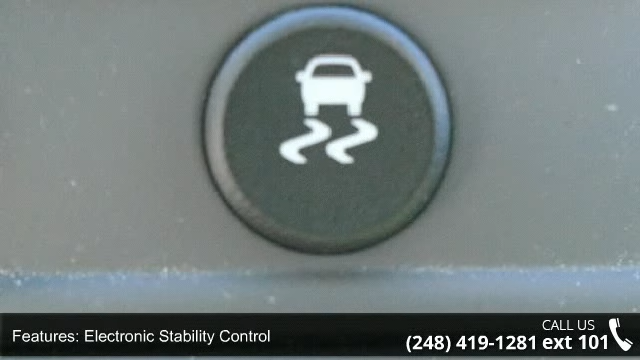 Features: Electronic Stability Control
CALL US
(248) 419-1281 ext 101